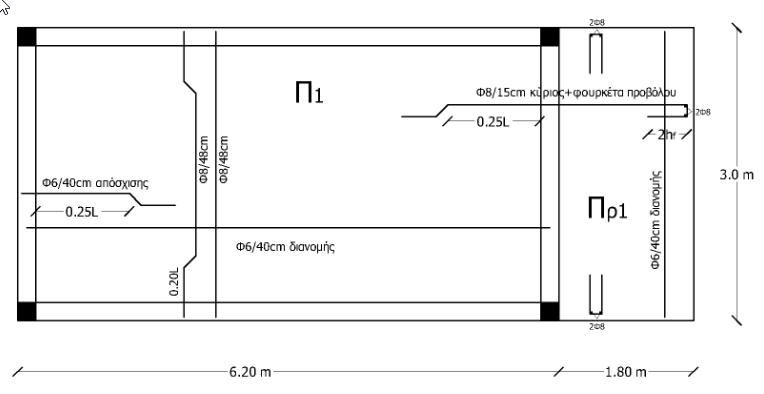 2Φ8
Π1
Φ8/15cm κύριος+φουρκέτα προβόλου
2Φ8
0.25L
2hf
Φ8/48cm
Φ8/48cm
Φ6/40cm απόσχισης
0.25L
3.0 m
Πρ1
Φ6/40cm διανομής
Φ6/40cm διανομής
0.20L
2Φ8
6.20 m
1.80 m